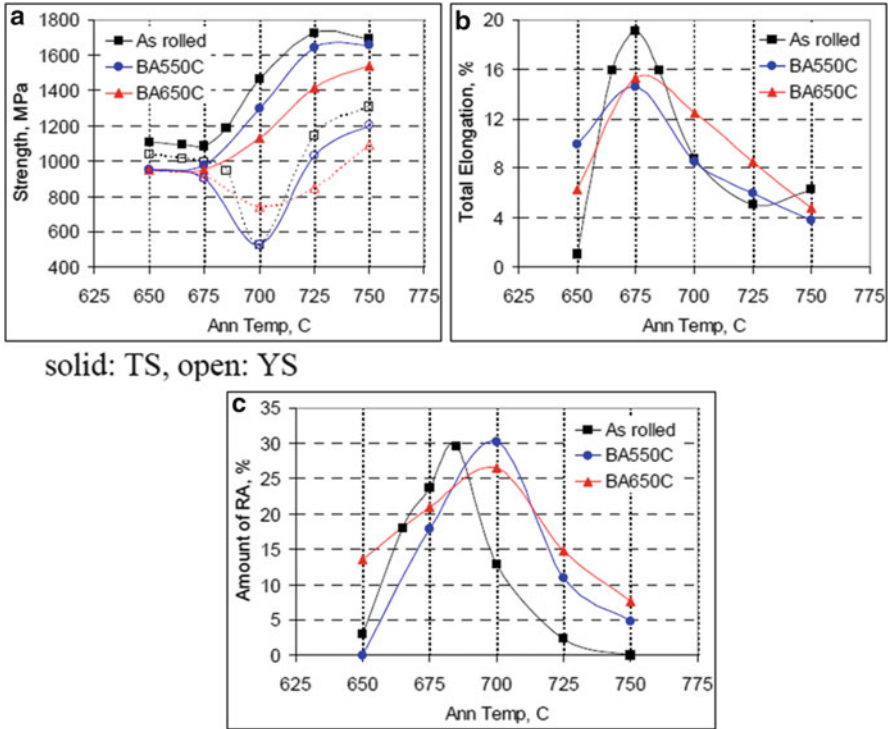 a
1800
1600
1400
1200
1000
800
600
400
Strength, MPa
As rolled
BA550C
BA650C
625 650 675 700 725 750 775
Ann Temp, C
b
20
16
12
8
4
0
Total Elongation, %
As rolled
BA550C
BA650C
625 650 675 700 725 750 775
Ann Temp, C
solid: TS, open: YS
c
35
30
25
20
15
10
5
0
Amount of RA, %
As rolled
BA550C
BA650C
625 650 675 700 725 750 775
Ann Temp, C